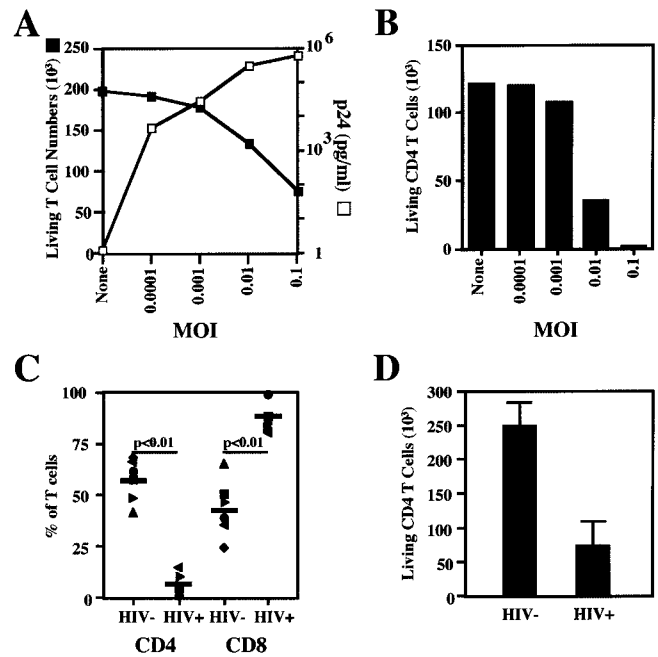 A
Living T Cell Numbers (10³)
250
200
150
100
50
0
10⁶
10³
1
p24 (pg/ml)
None
0.0001
0.001
0.01
0.1
MOI
B
Living CD4 T Cells (10³)
150
100
50
0
None
0.0001
0.001
0.01
0.1
MOI
C
% of T cells
100
75
50
25
0
p<0.01
p<0.01
HIV- HIV+ HIV- HIV+
CD4 CD8
D
Living CD4 T Cells (10³)
300
250
200
150
100
50
0
HIV- HIV+